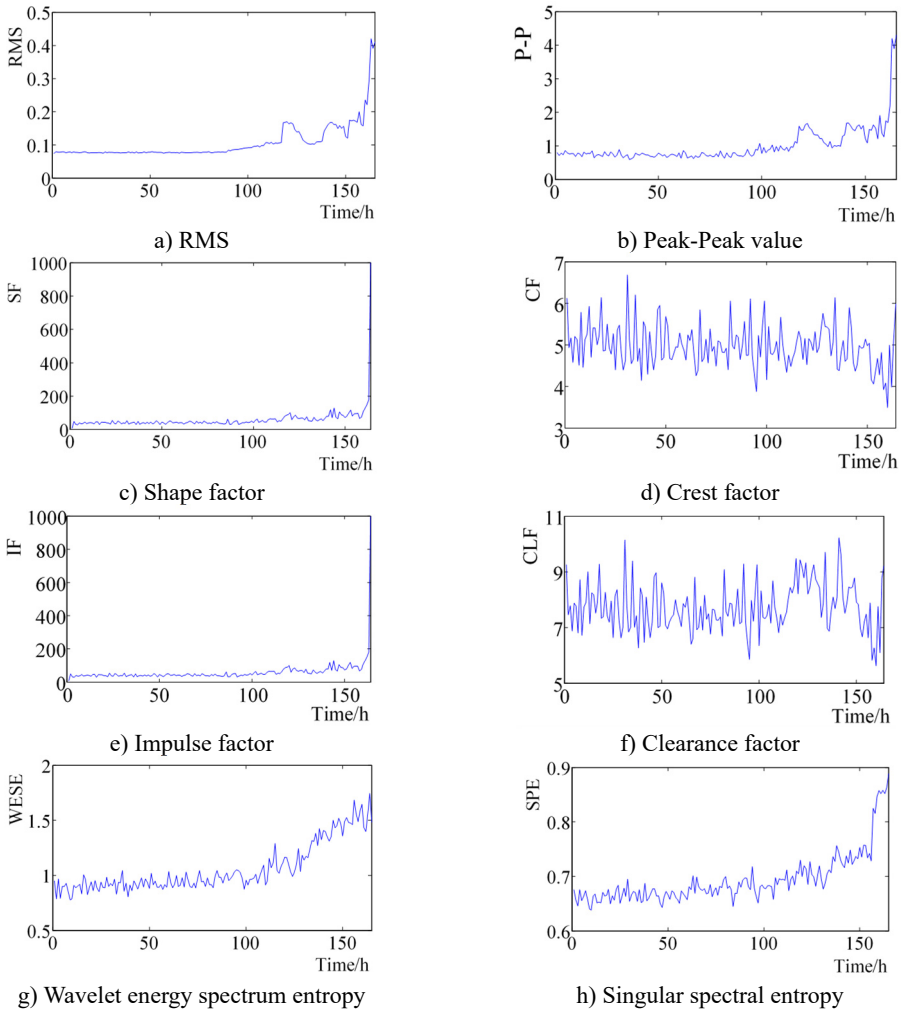 RMS
0.5
0.4
0.3
0.2
0.1
0
0 50 100 150
Time/h
a) RMS
P-P
5
4
3
2
1
0
0 50 100 150
Time/h
b) Peak-Peak value
SF
1000
800
600
400
200
0
0 50 100 150
Time/h
c) Shape factor
CF
7
6
5
4
3
0 50 100 150
Time/h
d) Crest factor
IF
1000
800
600
400
200
0
0 50 100 150
Time/h
e) Impulse factor
CLF
11
9
7
5
0 50 100 150
Time/h
f) Clearance factor
WESE
2
1.5
1
0.5
0 50 100 150
Time/h
g) Wavelet energy spectrum entropy
SPE
0.9
0.8
0.7
0.6
0 50 100 150
Time/h
h) Singular spectral entropy